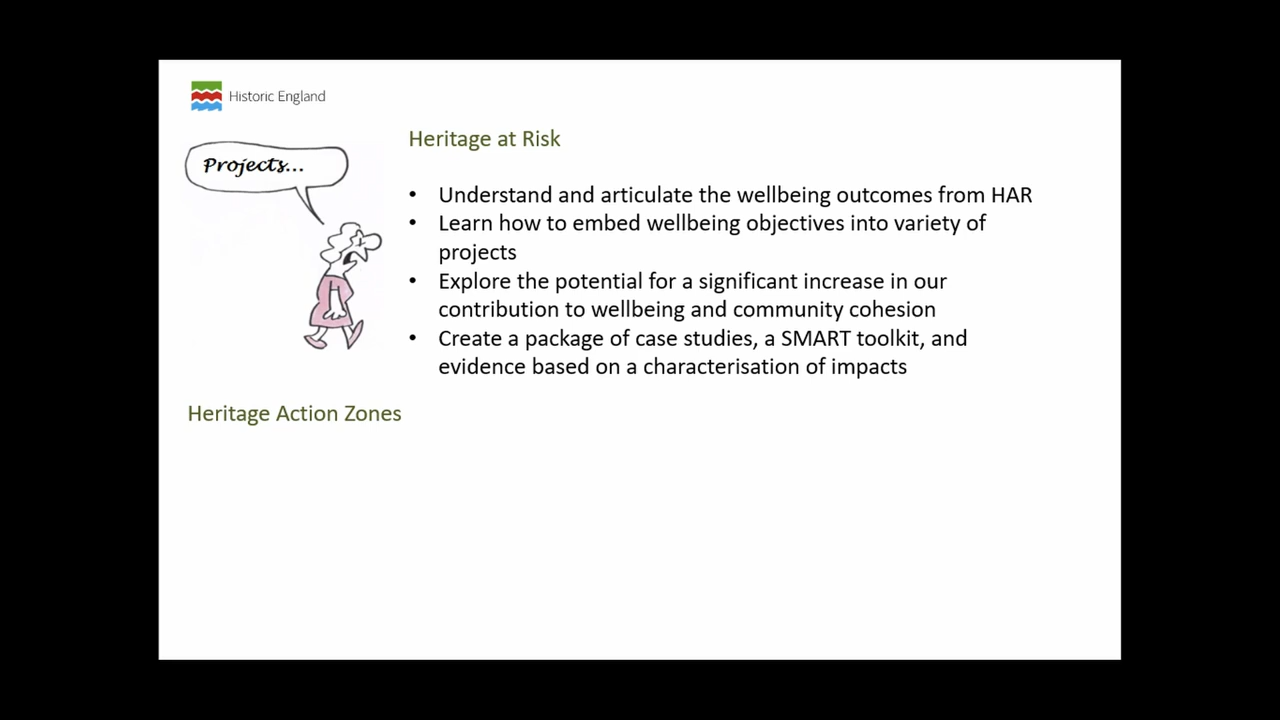 Historic England
Projects...
Heritage at Risk
• Understand and articulate the wellbeing outcomes from HAR
• Learn how to embed wellbeing objectives into variety of
projects
• Explore the potential for a significant increase in our
contribution to wellbeing and community cohesion
• Create a package of case studies, a SMART toolkit, and
evidence based on a characterisation of impacts
Heritage Action Zones